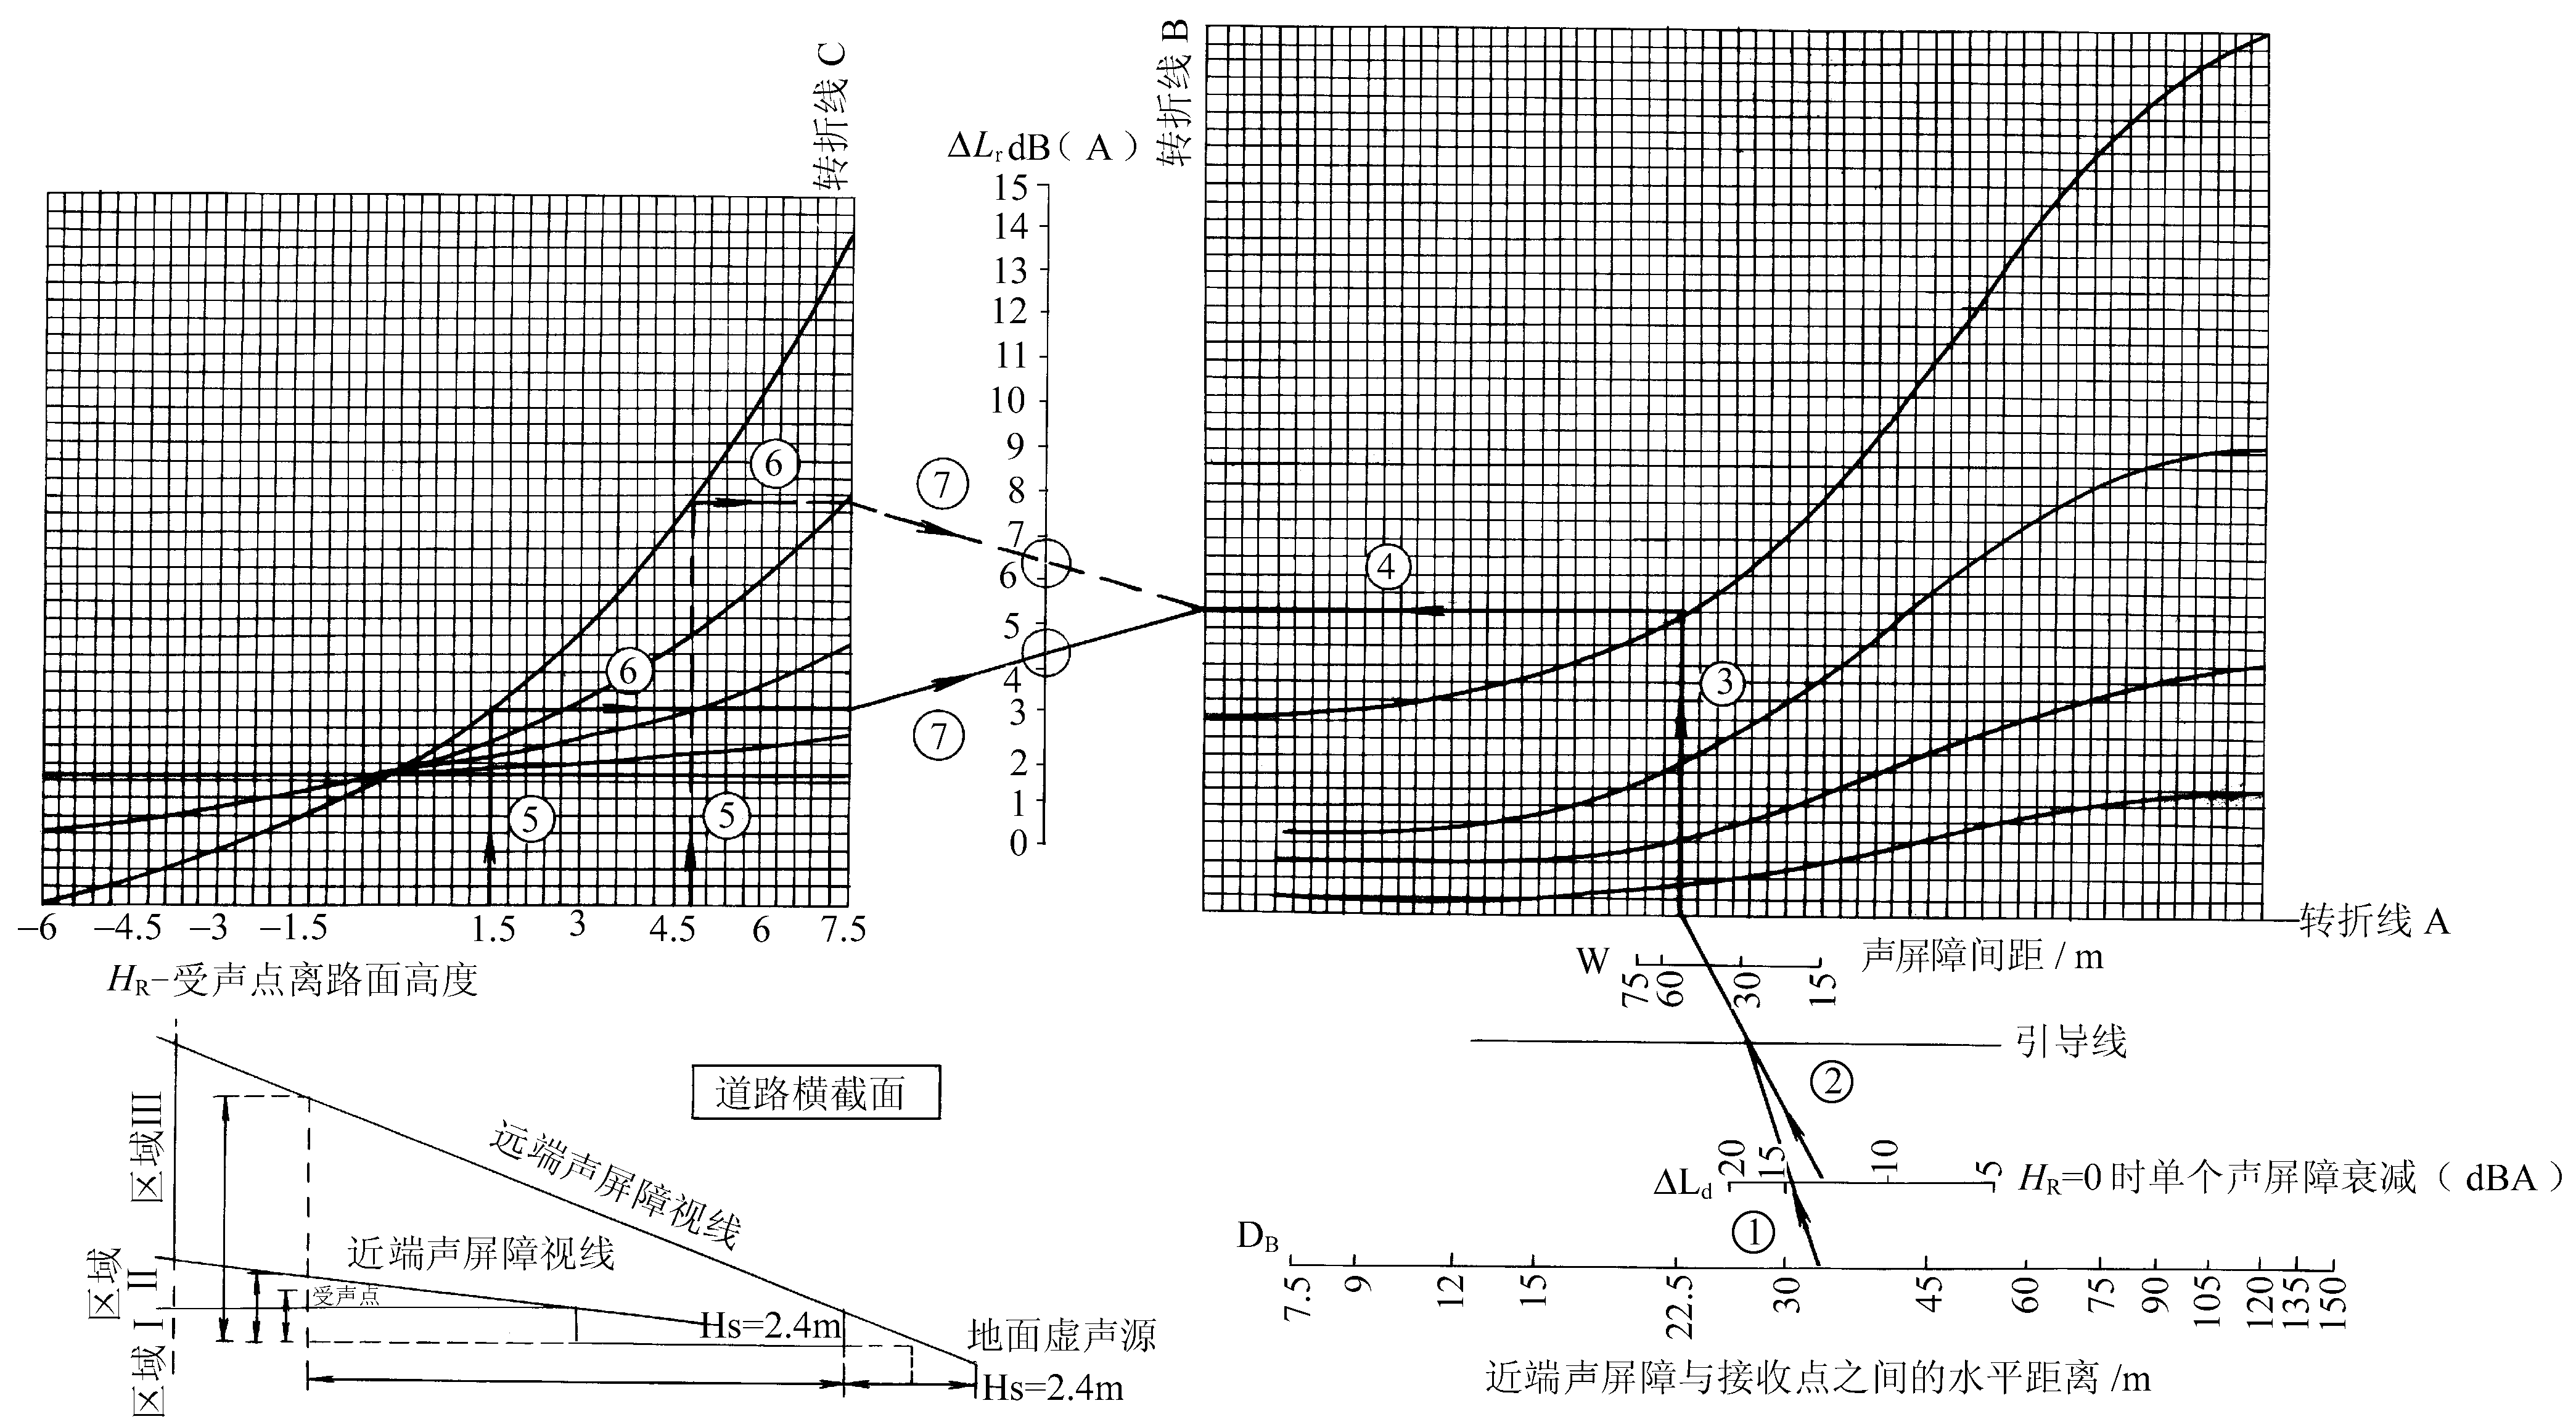 转折线 C
ΔLr dB（A）
15
14
13
12
11
10
9
8
7
6
5
4
3
2
1
0
转折线 B
⑥
⑦
⑥
⑦
⑤
⑤
④
③
−6 −4.5 −3 −1.5 1.5 3 4.5 6 7.5
HR−受声点离路面高度
转折线 A
W 75 60 30 15 声屏障间距 / m
引导线
②
ΔLd 20 15 10 5 HR=0 时单个声屏障衰减（dBA）
①
DB 7.5 9 12 15 22.5 30 45 60 75 90 105 120 135 150
近端声屏障与接收点之间的水平距离 /m
道路横截面
区域III
区域 II
区域 I
远端声屏障视线
近端声屏障视线
受声点
Hs=2.4m
地面虚声源
Hs=2.4m